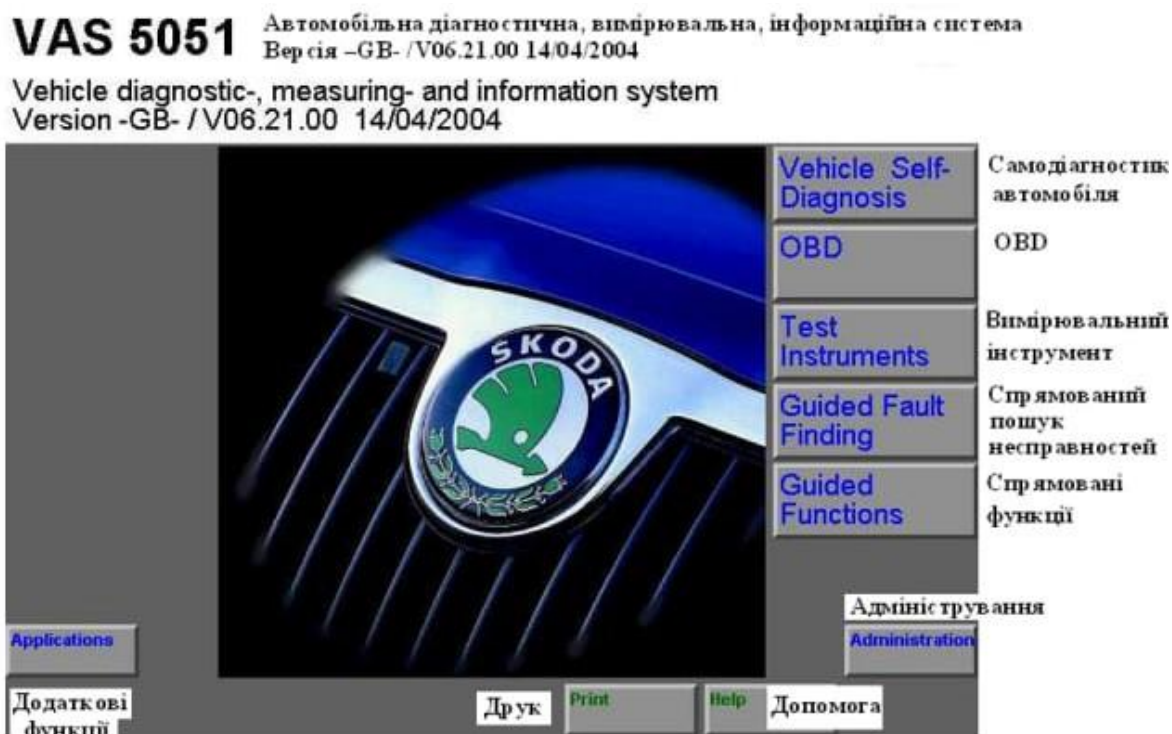 VAS 5051
Автомобільна діагностична, вимірювальна, інформаційна система
Версія –GB- /V06.21.00 14/04/2004
Vehicle diagnostic-, measuring- and information system
Version -GB- / V06.21.00 14/04/2004
Vehicle Self-
Diagnosis
Самодіагностик
автомобіля
OBD
OBD
Test
Instruments
Вимірювальний
інструмент
Guided Fault
Finding
Спрямований
пошук
несправностей
Guided
Functions
Спрямовані
функції
SKODA
Адміністрування
Applications
Administration
Додаткові
функції
Друк
Print
Help
Допомога